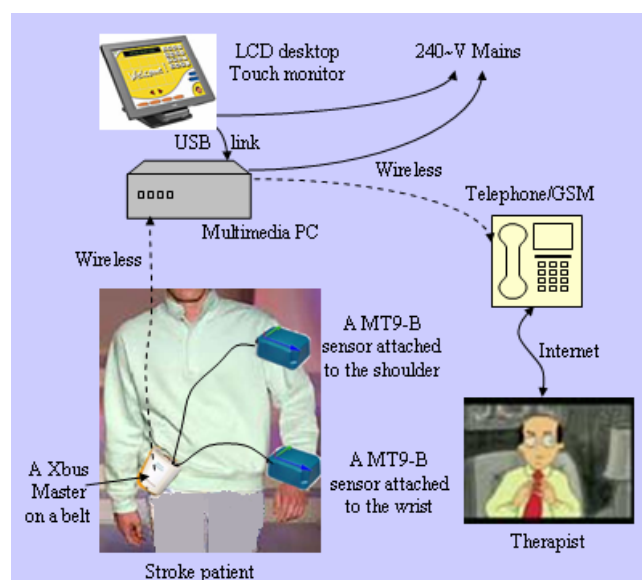 LCD desktop
Touch monitor
240~V Mains
USB link
Wireless
Telephone/GSM
Multimedia PC
Wireless
A MT9-B
sensor attached
to the shoulder
Internet
A Xbus
Master
on a belt
A MT9-B
sensor attached
to the wrist
Therapist
Stroke patient